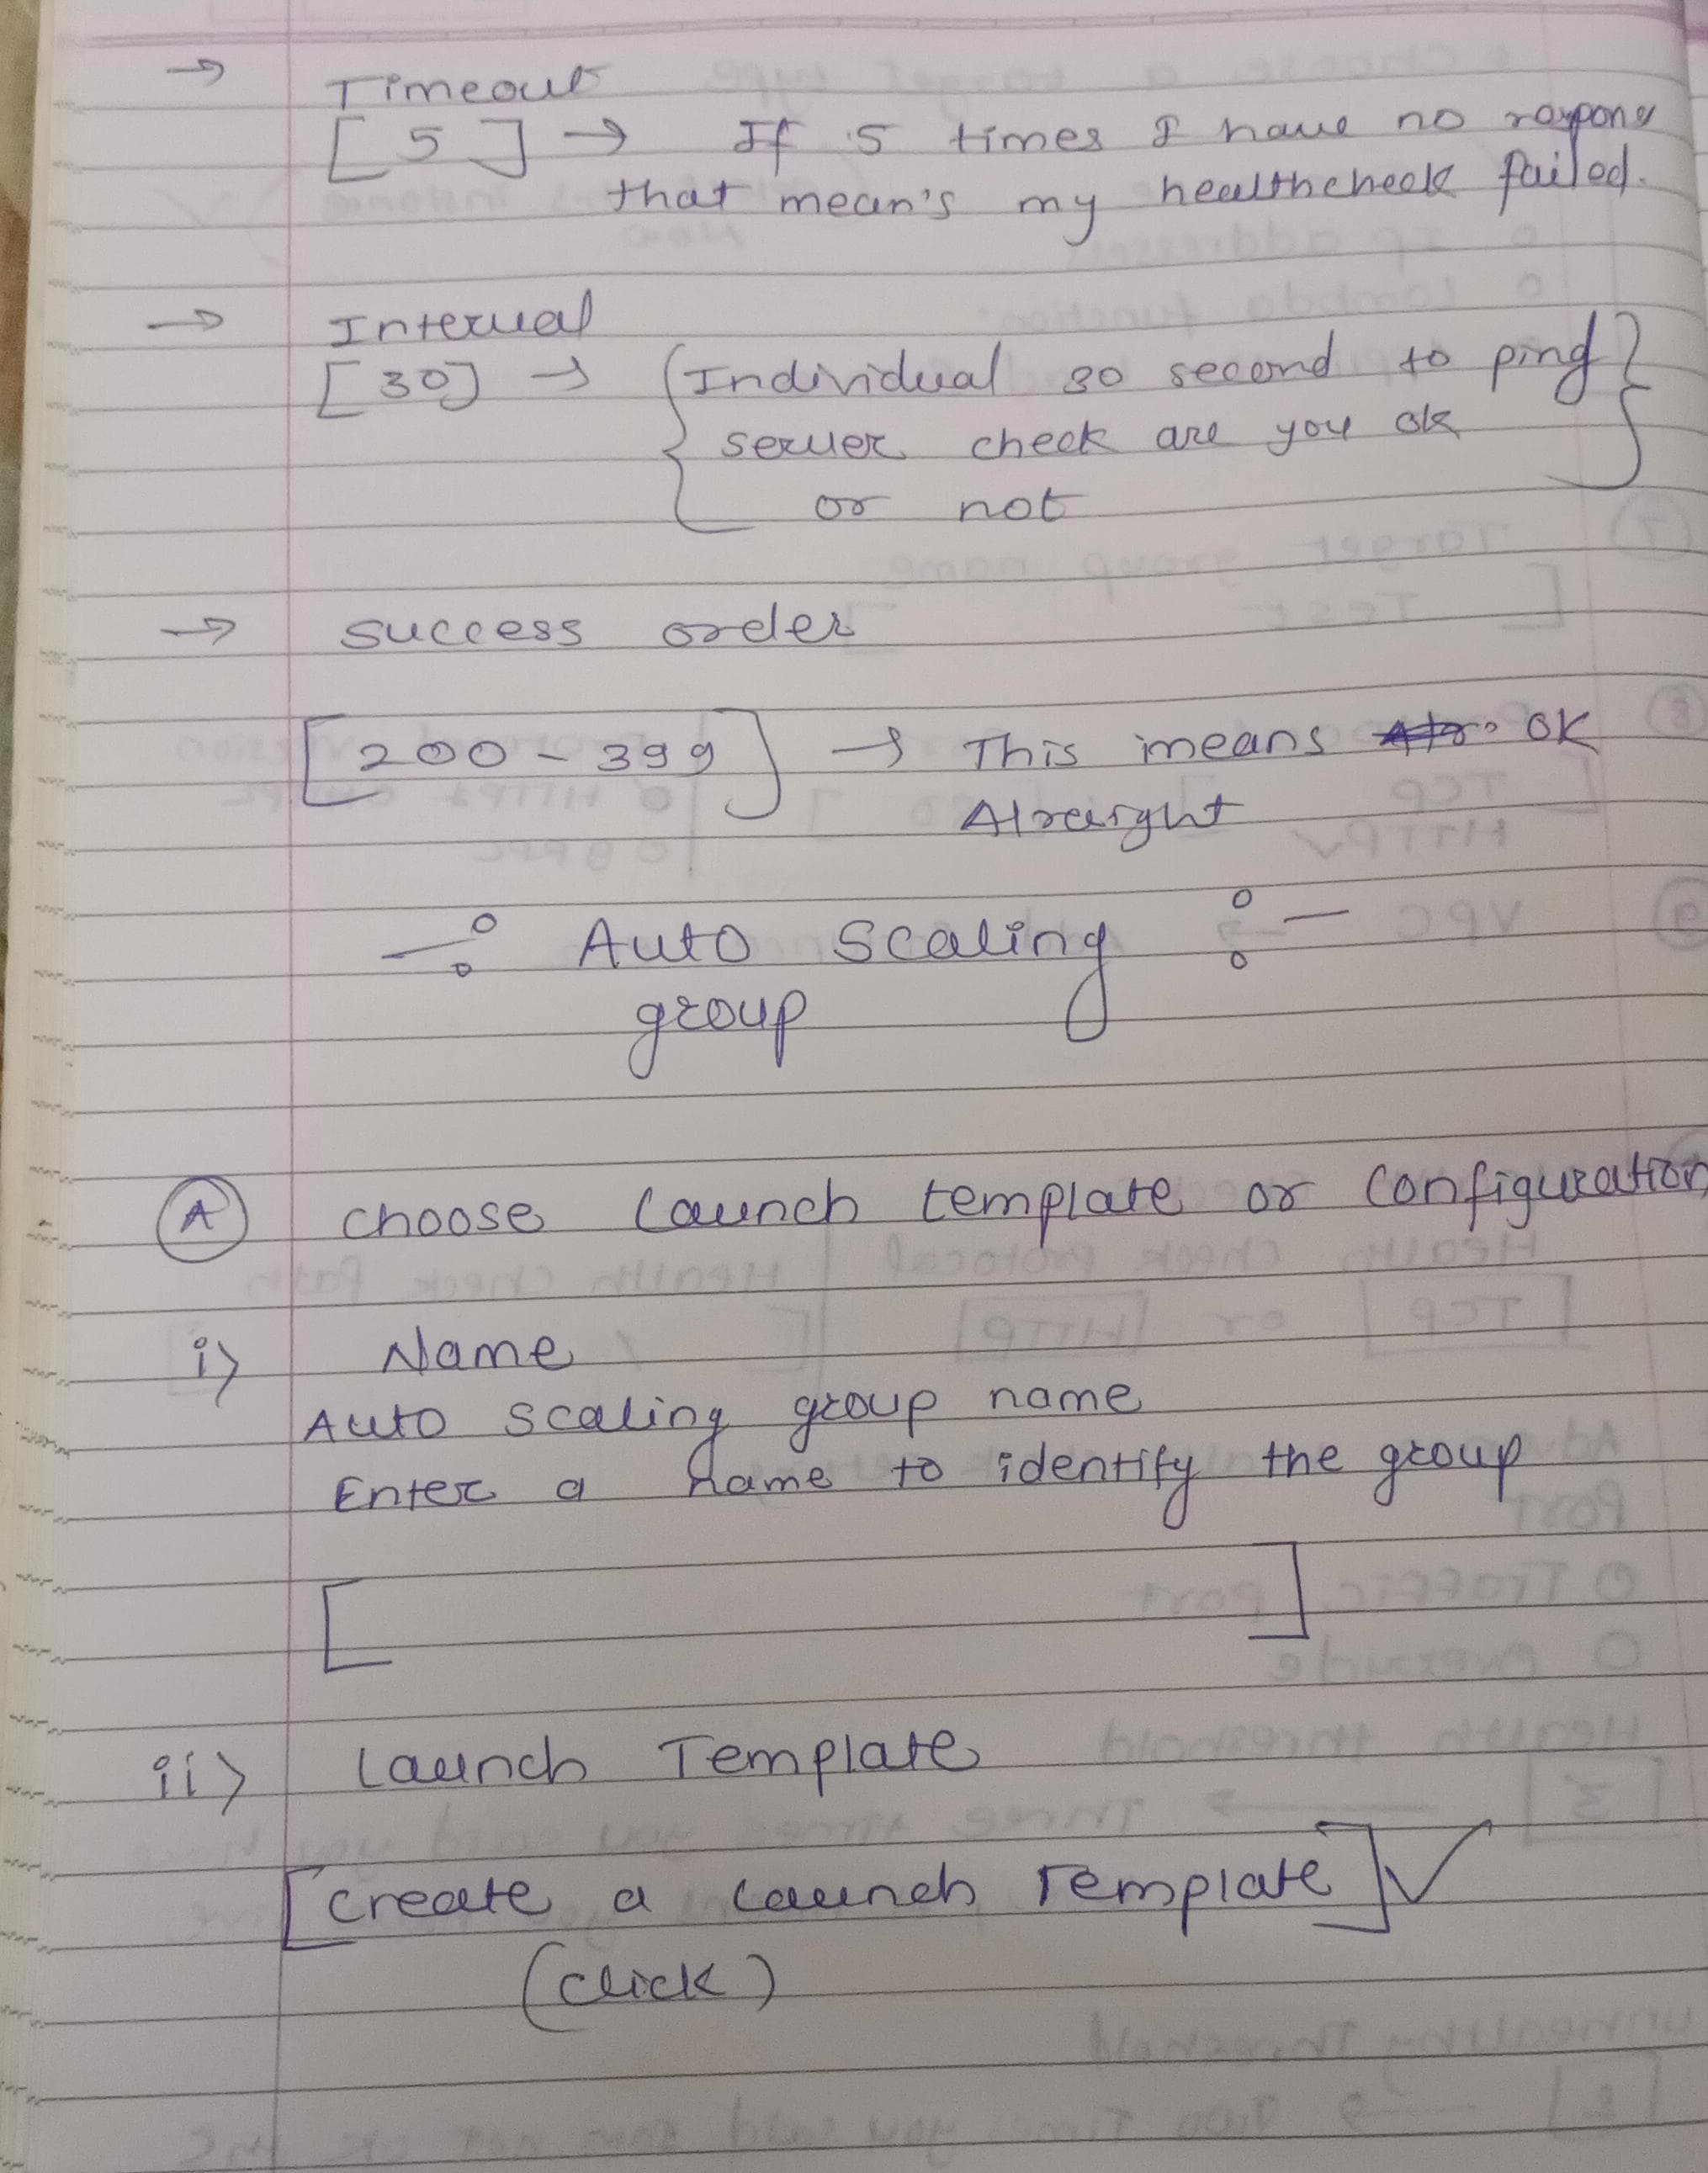 → Timeout
[ 5 ] → If 5 times I have no respons
that mean's my healthcheck failed.
→ Interval
[ 30 ] → { Individual 30 second to ping }
server check are you ok
or not
→ success order
[ 200 - 399 ] → This means ok
Alraight
Auto Scaling
group
A choose Launch template or Configuration
i> Name
Auto scaling group name
Enter a name to identify the group
[ ]
ii> Launch Template
[ create a Launch Template ] ✓
(click)